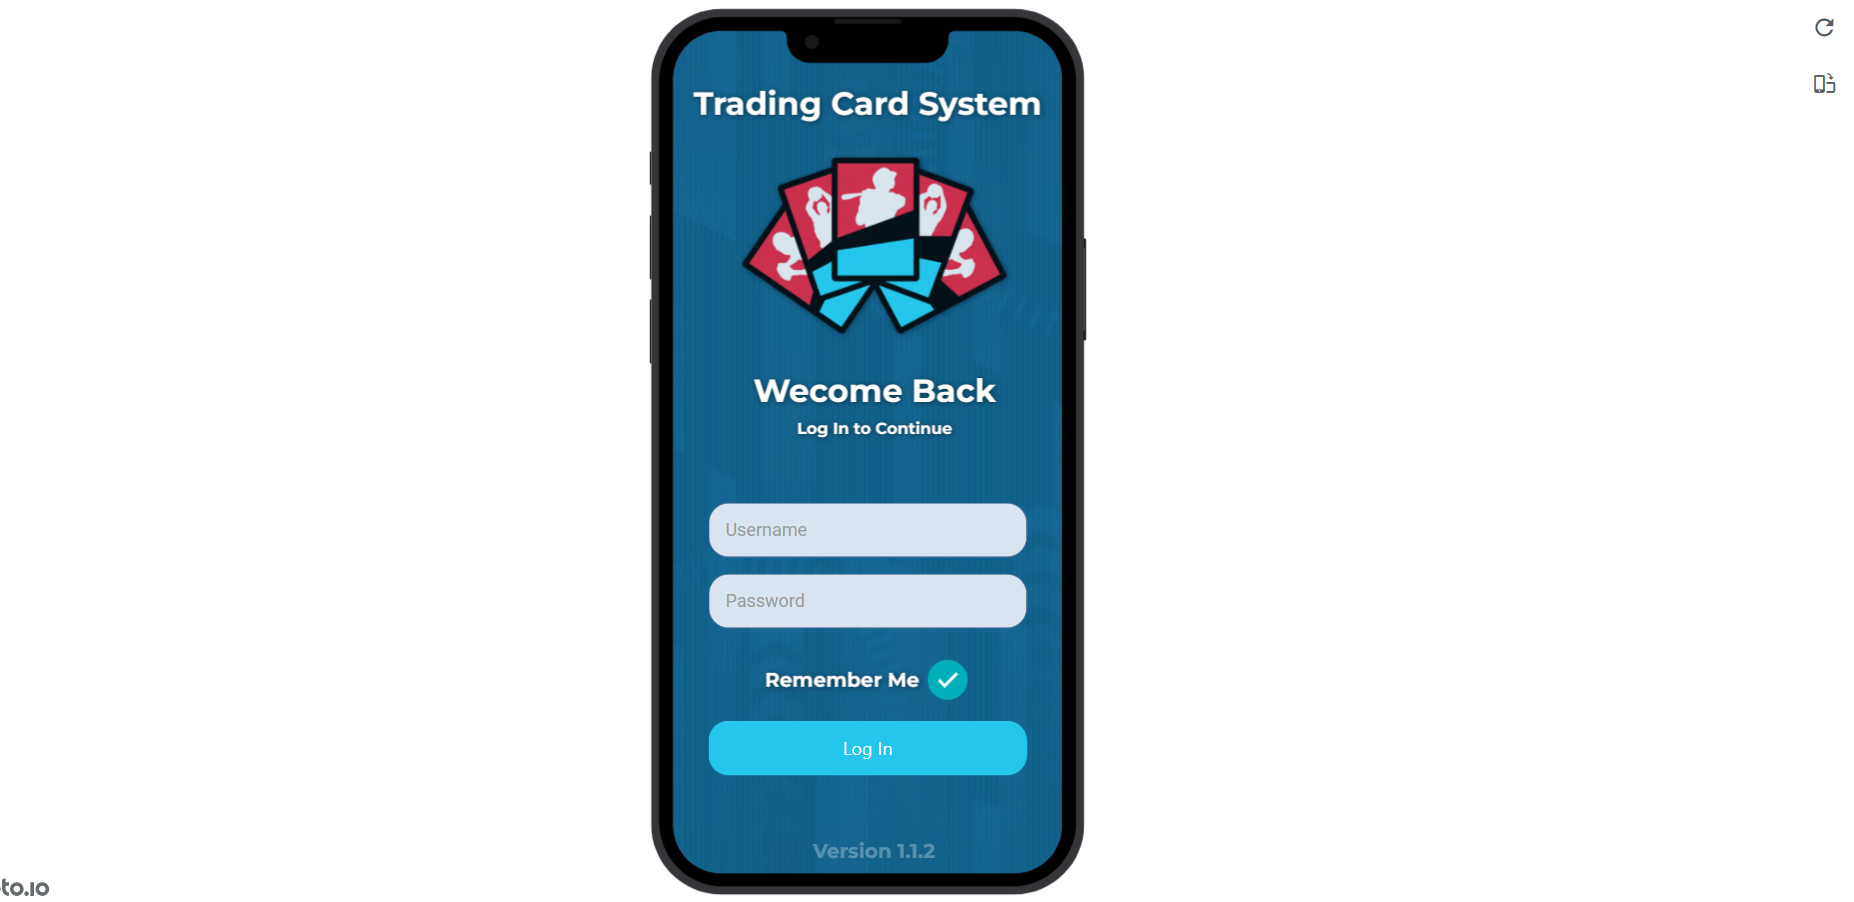 Trading Card System
Wecome Back
Log In to Continue
Username
Password
Remember Me
Log In
Version 1.1.2
to.io